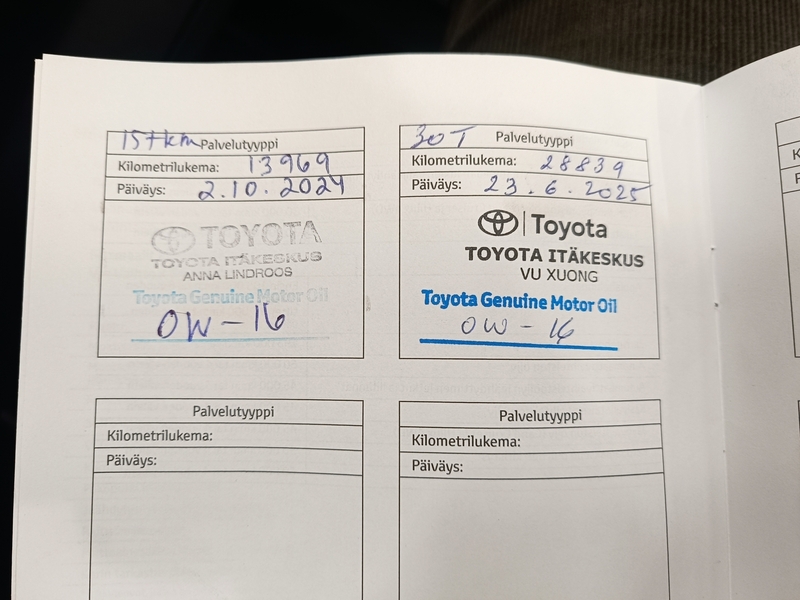 15tkm Palvelutyyppi
Kilometrilukema: 13969
Päiväys: 2.10.2024
TOYOTA
TOYOTA ITÄKESKUS
ANNA LINDROOS
Toyota Genuine Motor Oil
OW-16
30T Palvelutyyppi
Kilometrilukema: 28839
Päiväys: 23.6.2025
Toyota
TOYOTA ITÄKESKUS
VU XUONG
Toyota Genuine Motor Oil
OW-16
Palvelutyyppi
Kilometrilukema:
Päiväys:
Palvelutyyppi
Kilometrilukema:
Päiväys: